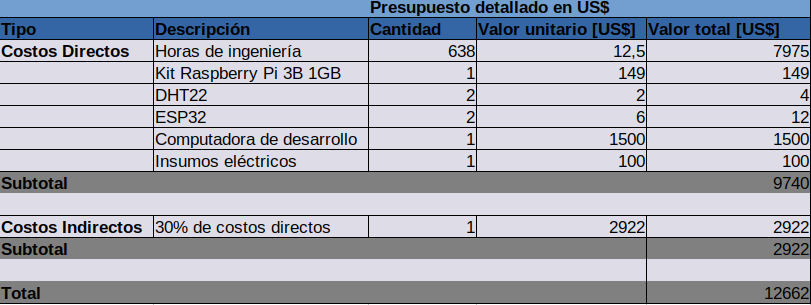 Presupuesto detallado en US$
Tipo Descripción Cantidad Valor unitario [US$] Valor total [US$]
Costos Directos Horas de ingeniería 638 12,5 7975
Kit Raspberry Pi 3B 1GB 1 149 149
DHT22 2 2 4
ESP32 2 6 12
Computadora de desarrollo 1 1500 1500
Insumos eléctricos 1 100 100
Subtotal 9740
Costos Indirectos 30% de costos directos 1 2922 2922
Subtotal 2922
Total 12662